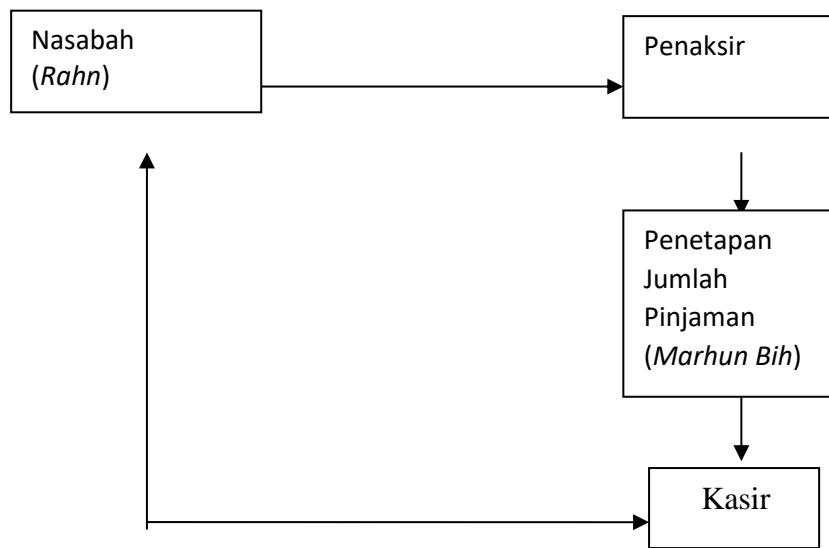 Nasabah
(Rahn)
Penaksir
Penetapan
Jumlah
Pinjaman
(Marhun Bih)
Kasir